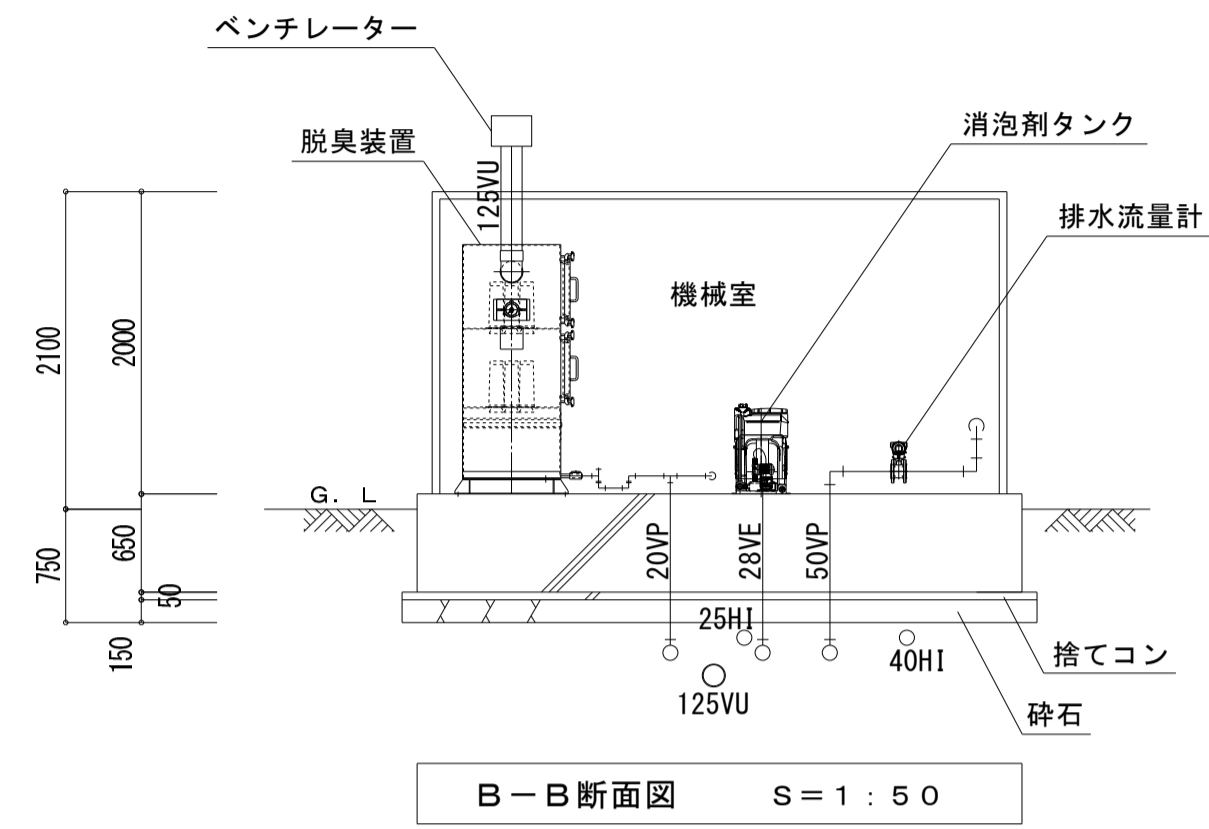 ベンチレーター
脱臭装置
消泡剤タンク
125VU
排水流量計
機械室
2100
2000
G. L
750
650
50
150
20VP
28VE
50VP
25HI
40HI
125VU
捨てコン
砕石
B－B断面図 S＝1：50